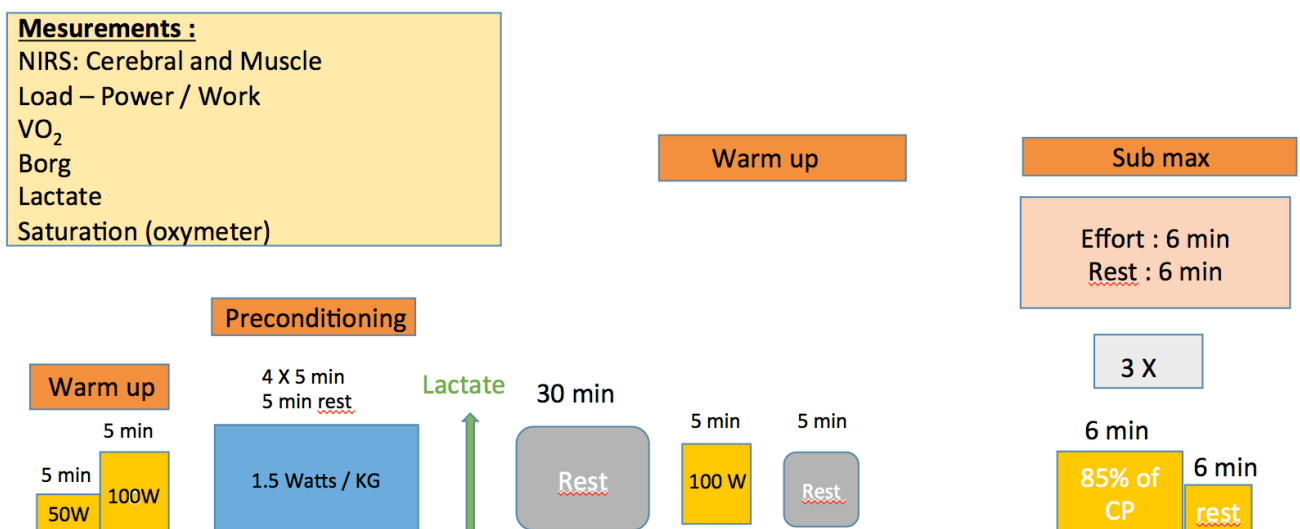 Mesurements :
NIRS: Cerebral and Muscle
Load – Power / Work
VO₂
Borg
Lactate
Saturation (oxymeter)
Warm up
Sub max
Effort : 6 min
Rest : 6 min
Preconditioning
3 X
Warm up
4 X 5 min
5 min rest
Lactate
30 min
5 min
5 min
5 min
6 min
5 min
50W
100W
1.5 Watts / KG
Rest
100 W
Rest
85% of
CP
6 min
rest